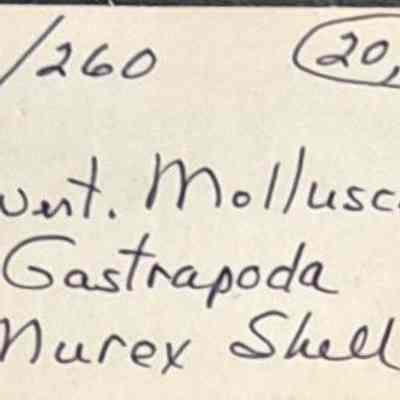 /260 (20,
vert. Mollusc
Gastrapoda
Murex Shell